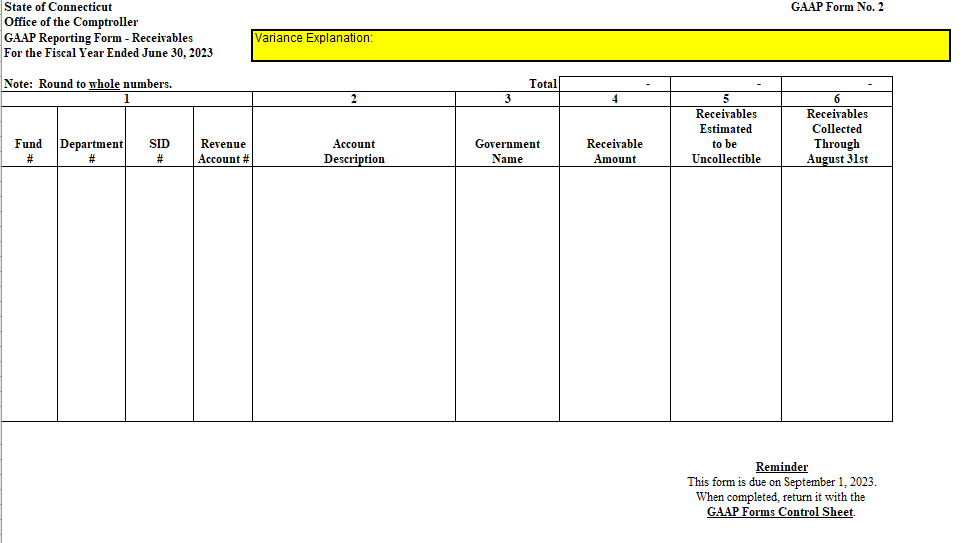 State of Connecticut
GAAP Form No. 2
Office of the Comptroller
GAAP Reporting Form - Receivables
For the Fiscal Year Ended June 30, 2023
Variance Explanation:
Note: Round to whole numbers.
Total - - -
1 2 3 4 5 6
Fund
#
Department
#
SID
#
Revenue
Account #
Account
Description
Government
Name
Receivable
Amount
Receivables
Estimated
to be
Uncollectible
Receivables
Collected
Through
August 31st
Reminder
This form is due on September 1, 2023.
When completed, return it with the
GAAP Forms Control Sheet.